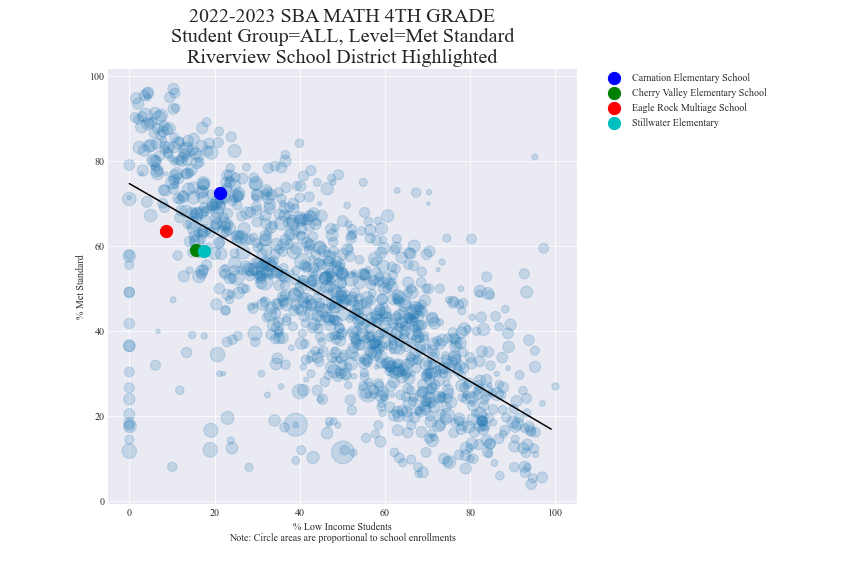 2022-2023 SBA MATH 4TH GRADE
Student Group=ALL, Level=Met Standard
Riverview School District Highlighted
Carnation Elementary School
Cherry Valley Elementary School
Eagle Rock Multiage School
Stillwater Elementary
% Met Standard
100
80
60
40
20
0
0 20 40 60 80 100
% Low Income Students
Note: Circle areas are proportional to school enrollments